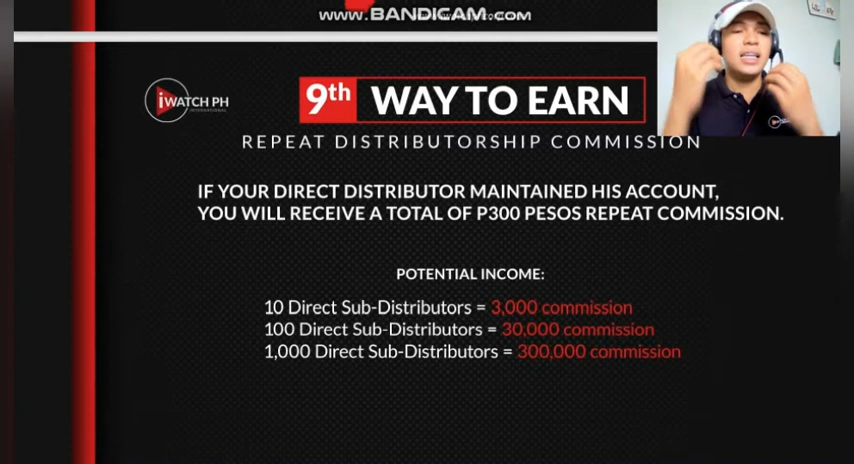 www.BANDICAM.com
iWATCH PH
INTERNATIONAL
9th WAY TO EARN
REPEAT DISTRIBUTORSHIP COMMISSION
IF YOUR DIRECT DISTRIBUTOR MAINTAINED HIS ACCOUNT,
YOU WILL RECEIVE A TOTAL OF P300 PESOS REPEAT COMMISSION.
POTENTIAL INCOME:
10 Direct Sub-Distributors = 3,000 commission
100 Direct Sub-Distributors = 30,000 commission
1,000 Direct Sub-Distributors = 300,000 commission